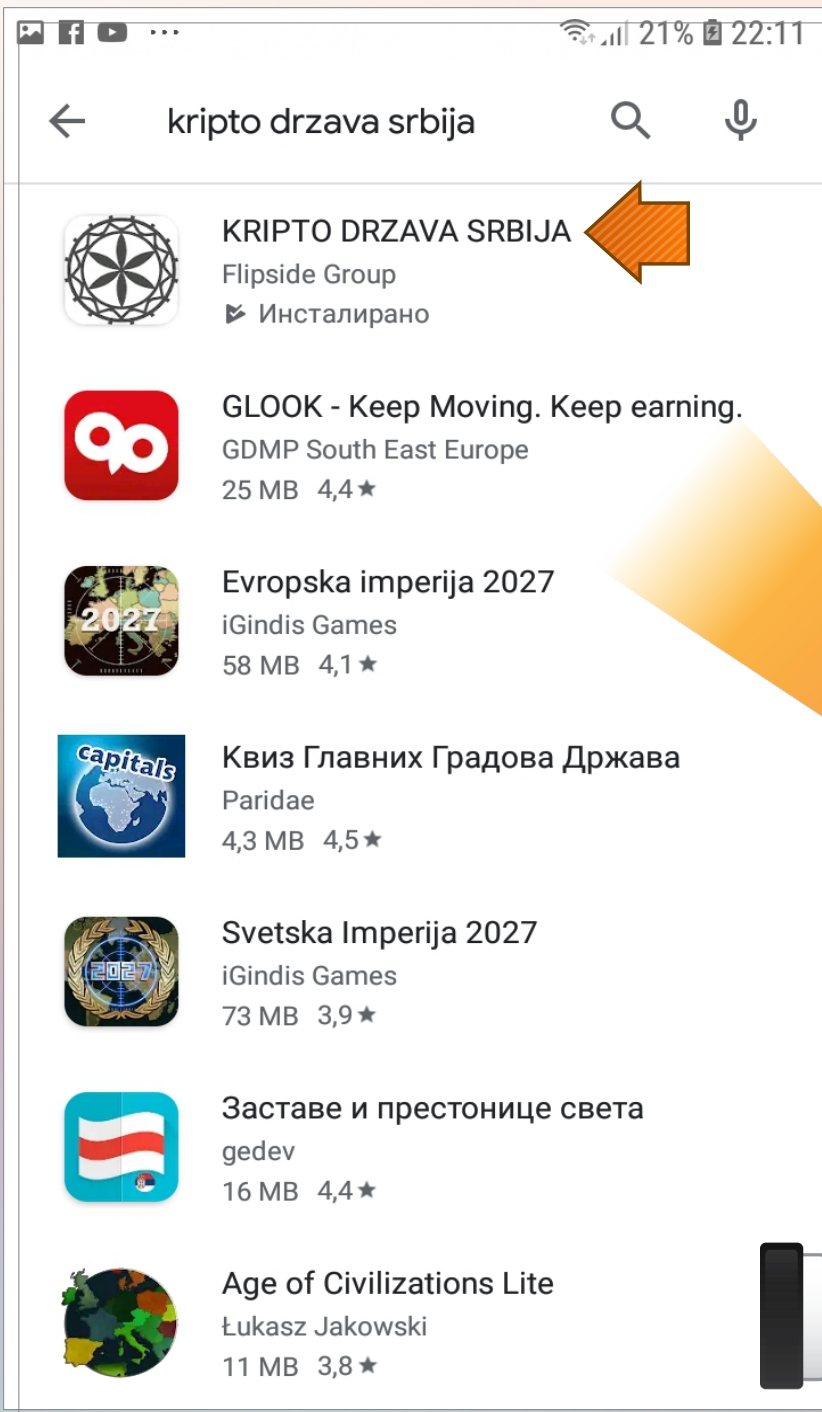 21% 22:11
kripto drzava srbija
KRIPTO DRZAVA SRBIJA
Flipside Group
Инсталирано
GLOOK - Keep Moving. Keep earning.
GDMP South East Europe
25 MB 4,4★
2027
Evropska imperija 2027
iGindis Games
58 MB 4,1★
capitals
Квиз Главних Градова Држава
Paridae
4,3 MB 4,5★
2027
Svetska Imperija 2027
iGindis Games
73 MB 3,9★
Заставе и престонице света
gedev
16 MB 4,4★
Age of Civilizations Lite
Łukasz Jakowski
11 MB 3,8★